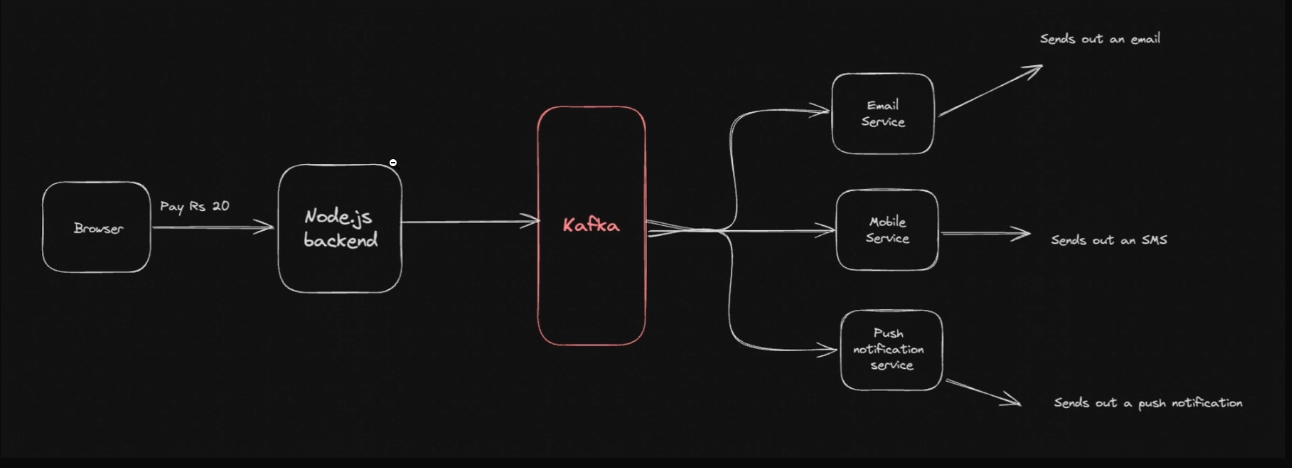 Sends out an email
Email
Service
Pay Rs 20
Browser
Node.js
backend
Kafka
Mobile
Service
Sends out an SMS
Push
notification
service
Sends out a push notification